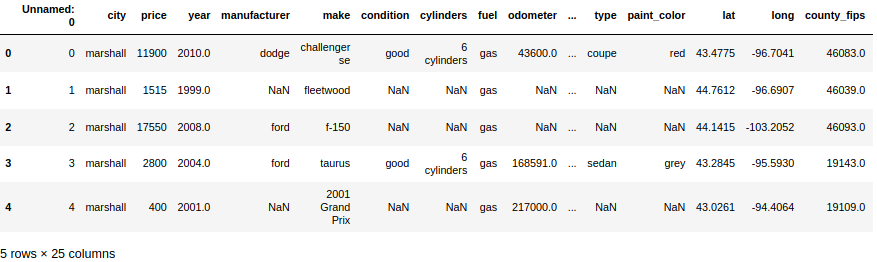 Unnamed: 0 city price year manufacturer make condition cylinders fuel odometer ... type paint_color lat long county_fips
0 0 marshall 11900 2010.0 dodge challenger se good 6 cylinders gas 43600.0 ... coupe red 43.4775 -96.7041 46083.0
1 1 marshall 1515 1999.0 NaN fleetwood NaN NaN gas NaN ... NaN NaN 44.7612 -96.6907 46039.0
2 2 marshall 17550 2008.0 ford f-150 NaN NaN gas NaN ... NaN NaN 44.1415 -103.2052 46093.0
3 3 marshall 2800 2004.0 ford taurus good 6 cylinders gas 168591.0 ... sedan grey 43.2845 -95.5930 19143.0
4 4 marshall 400 2001.0 NaN 2001 Grand Prix NaN NaN gas 217000.0 ... NaN NaN 43.0261 -94.4064 19109.0
5 rows × 25 columns